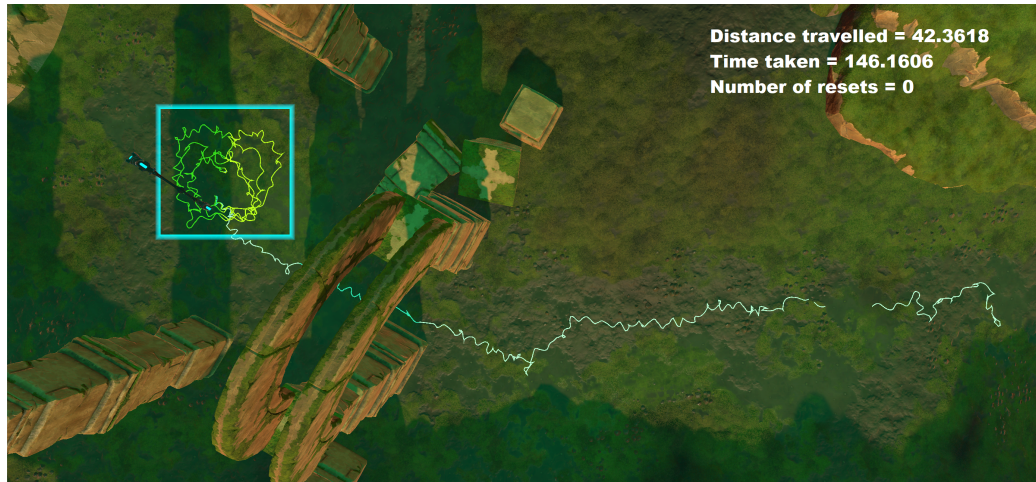 Distance travelled = 42.3618
Time taken = 146.1606
Number of resets = 0